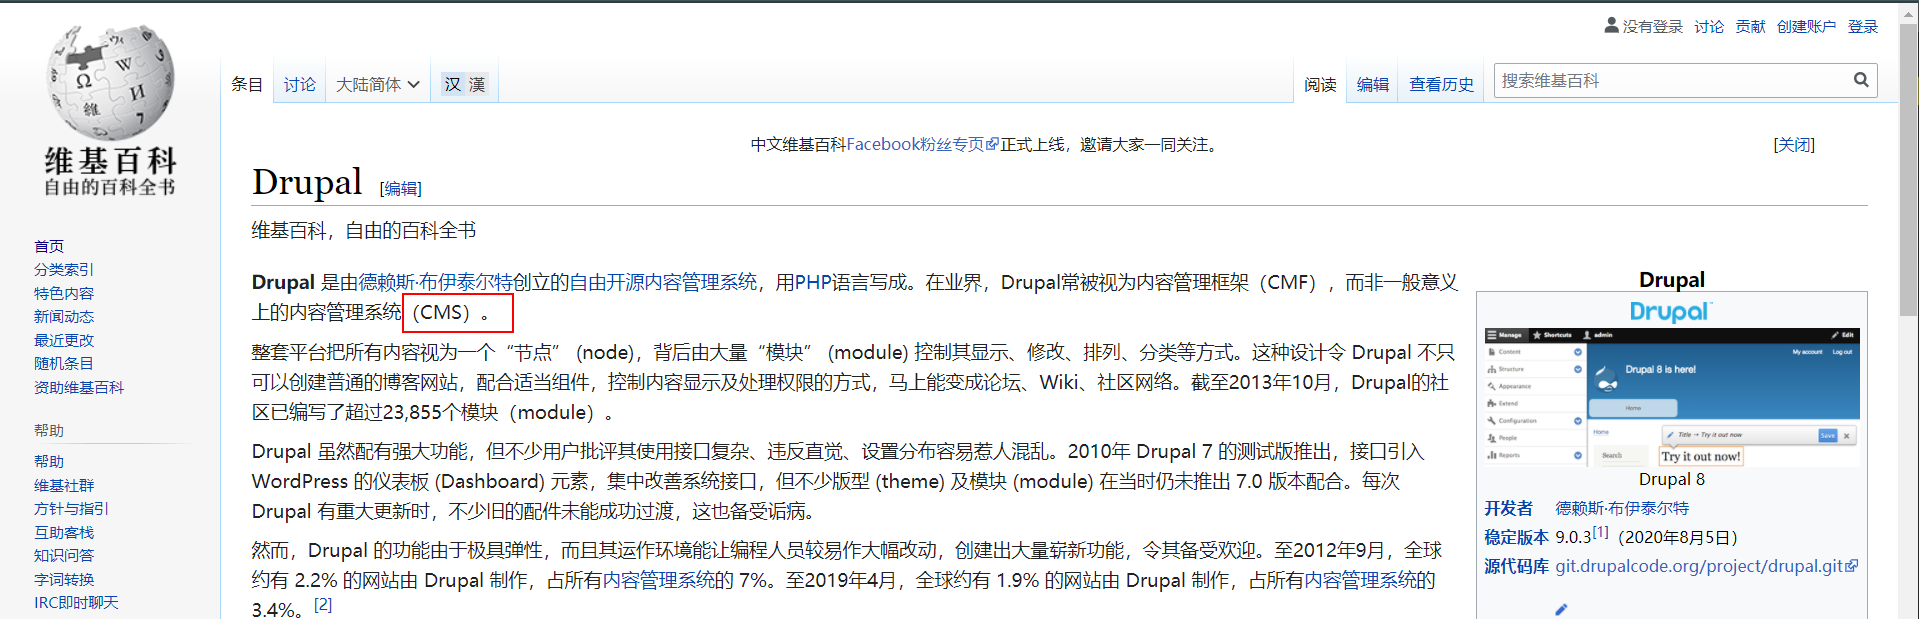 没有登录 讨论 贡献 创建账户 登录
条目 讨论 大陆简体 汉 漢 阅读 编辑 查看历史 搜索维基百科
维基百科
自由的百科全书
中文维基百科Facebook粉丝专页正式上线，邀请大家一同关注。 [关闭]
Drupal [编辑]
维基百科，自由的百科全书
首页
分类索引
特色内容
新闻动态
最近更改
随机条目
资助维基百科
帮助
帮助
维基社群
方针与指引
互助客栈
知识问答
字词转换
IRC即时聊天
Drupal 是由德赖斯·布伊泰尔特创立的自由开源内容管理系统，用PHP语言写成。在业界，Drupal常被视为内容管理框架（CMF），而非一般意义
上的内容管理系统（CMS）。
整套平台把所有内容视为一个“节点” (node)，背后由大量“模块” (module) 控制其显示、修改、排列、分类等方式。这种设计令 Drupal 不只
可以创建普通的博客网站，配合适当组件，控制内容显示及处理权限的方式，马上能变成论坛、Wiki、社区网络。截至2013年10月，Drupal的社
区已编写了超过23,855个模块（module）。
Drupal 虽然配有强大功能，但不少用户批评其使用接口复杂、违反直觉、设置分布容易惹人混乱。2010年 Drupal 7 的测试版推出，接口引入
WordPress 的仪表板 (Dashboard) 元素，集中改善系统接口，但不少版型 (theme) 及模块 (module) 在当时仍未推出 7.0 版本配合。每次
Drupal 有重大更新时，不少旧的配件未能成功过渡，这也备受诟病。
然而，Drupal 的功能由于极具弹性，而且其运作环境能让编程人员较易作大幅改动，创建出大量崭新功能，令其备受欢迎。至2012年9月，全球
约有 2.2% 的网站由 Drupal 制作，占所有内容管理系统的 7%。至2019年4月，全球约有 1.9% 的网站由 Drupal 制作，占所有内容管理系统的
3.4%。[2]
Drupal
Drupal™
Manage Shortcuts admin Edit
Content
Structure
Appearance
Extend
Configuration
People
Reports
My account Log out
Drupal 8 is here!
Home
Home
Title → Try it out now Save ×
Search Try it out now!
Drupal 8
开发者 德赖斯·布伊泰尔特
稳定版本 9.0.3[1]（2020年8月5日）
源代码库 git.drupalcode.org/project/drupal.git